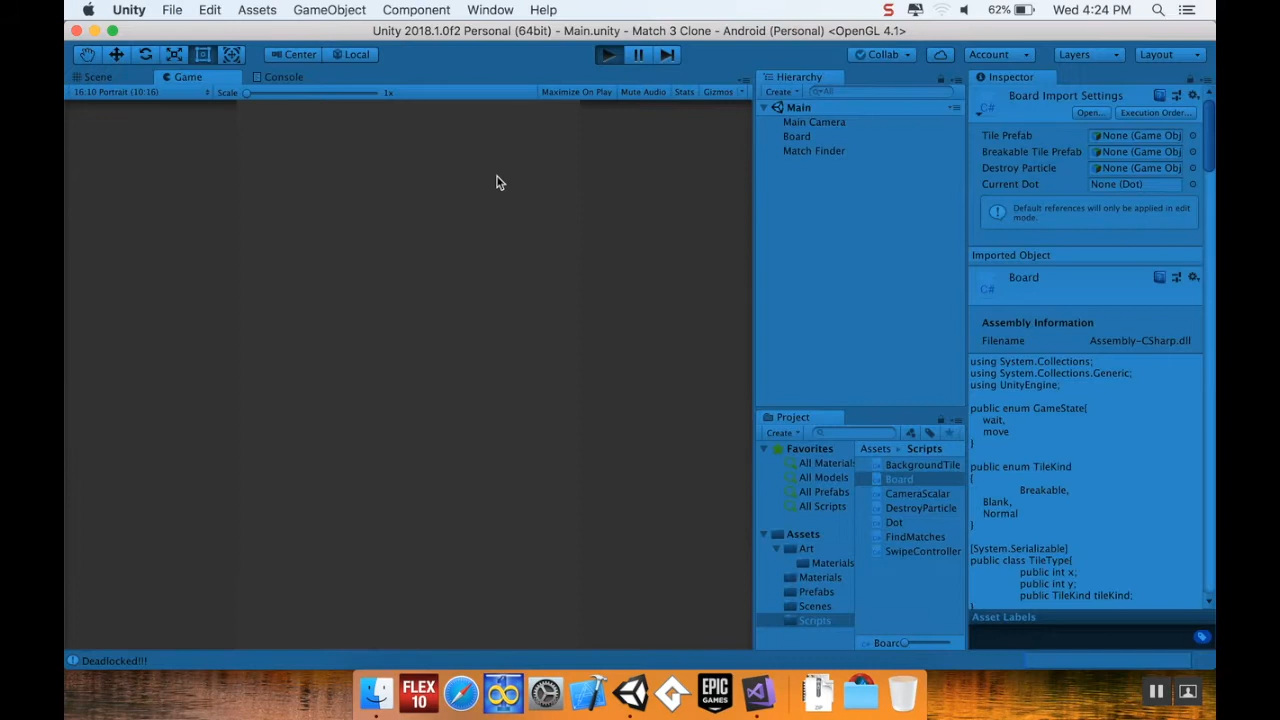 Unity File Edit Assets GameObject Component Window Help S 62% Wed 4:24 PM
Unity 2018.1.0f2 Personal (64bit) - Main.unity - Match 3 Clone - Android (Personal) <OpenGL 4.1>
Center Local Collab Account Layers Layout
Scene Game Console
16:10 Portrait (10:16) Scale 1x Maximize On Play Mute Audio Stats Gizmos
Hierarchy
Create All
Main
Main Camera
Board
Match Finder
Project
Create
Favorites
All Materials
All Models
All Prefabs
All Scripts
Assets
Art
Materials
Materials
Prefabs
Scenes
Scripts
Assets Scripts
BackgroundTile
Board
CameraScalar
DestroyParticle
Dot
FindMatches
SwipeController
Board
Inspector
Board Import Settings
C#
Open... Execution Order...
Tile Prefab None (Game Obj
Breakable Tile Prefab None (Game Obj
Destroy Particle None (Game Obj
Current Dot None (Dot)
Default references will only be applied in edit
mode.
Imported Object
Board
C#
Assembly Information
Filename Assembly-CSharp.dll
using System.Collections;
using System.Collections.Generic;
using UnityEngine;
public enum GameState{
wait,
move
}
public enum TileKind
{
Breakable,
Blank,
Normal
}
[System.Serializable]
public class TileType{
public int x;
public int y;
public TileKind tileKind;
}
Asset Labels
Deadlocked!!!
FLEX
10
EPIC
GAMES
ZIP